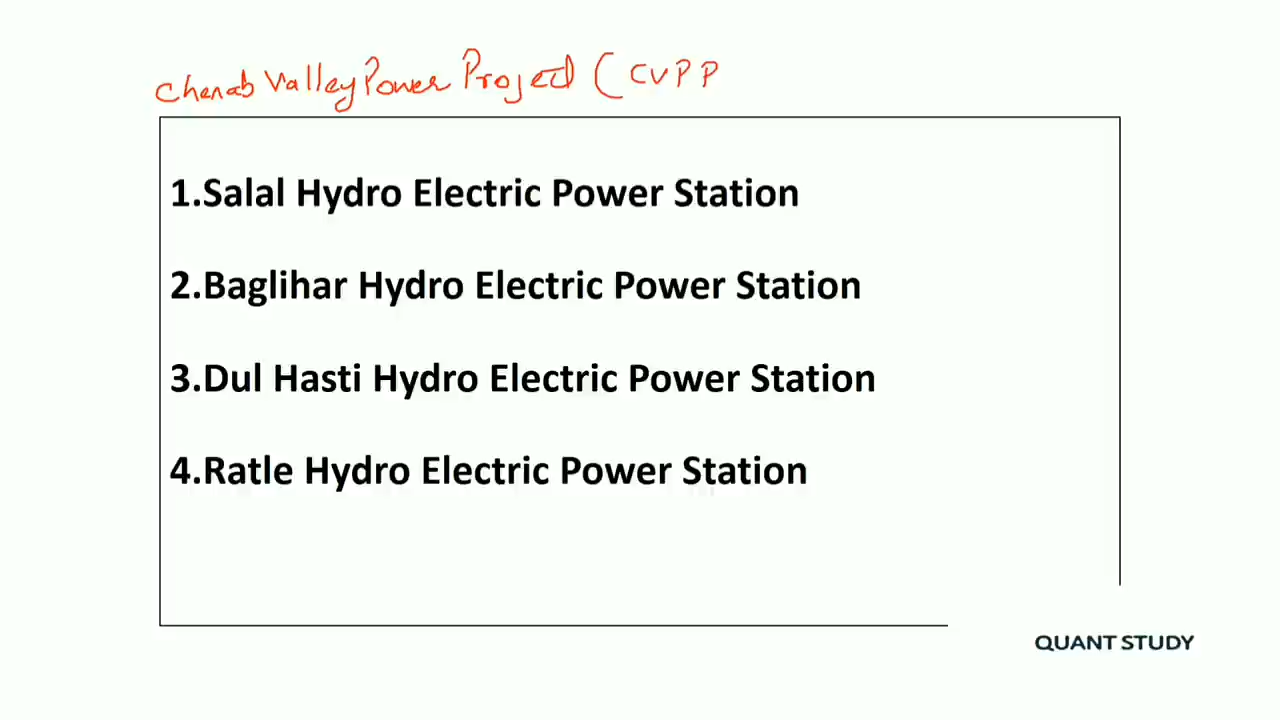 Chenab Valley Power Project (CVPP
1.Salal Hydro Electric Power Station
2.Baglihar Hydro Electric Power Station
3.Dul Hasti Hydro Electric Power Station
4.Ratle Hydro Electric Power Station
QUANT STUDY